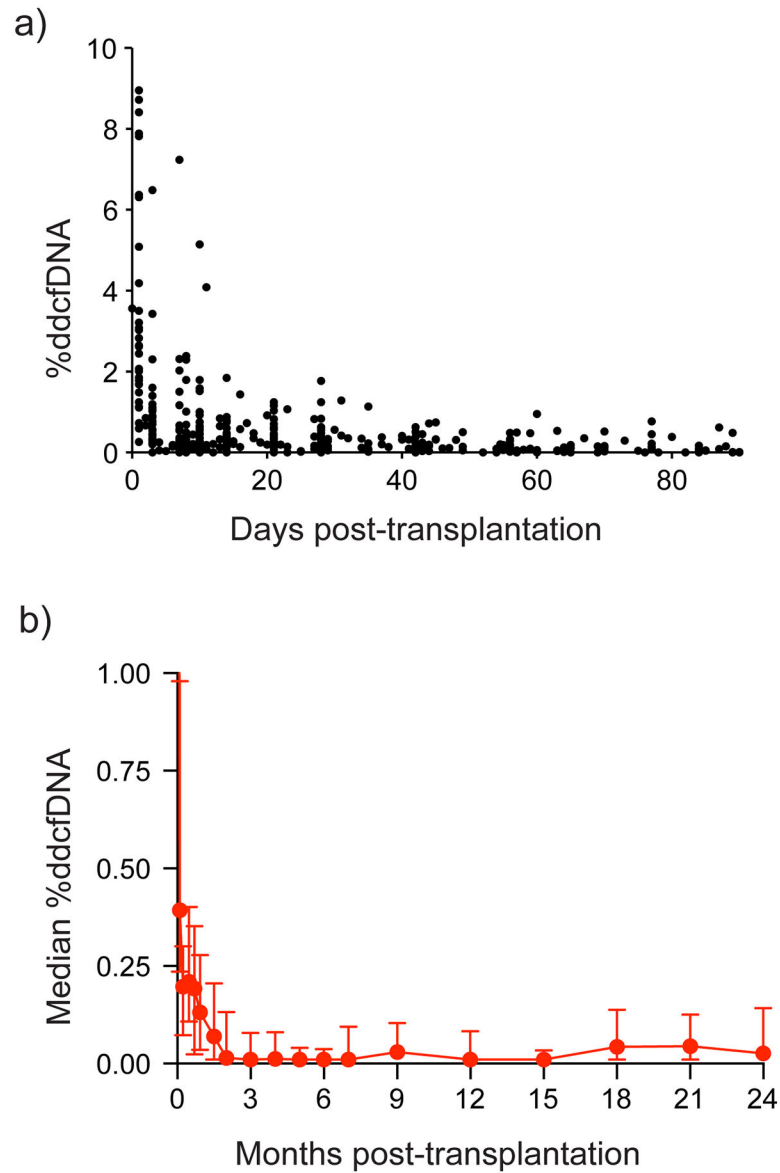 a)
10
8
6
4
2
0
%ddcfDNA
0 20 40 60 80
Days post-transplantation
b)
1.00
0.75
0.50
0.25
0.00
Median %ddcfDNA
0 3 6 9 12 15 18 21 24
Months post-transplantation